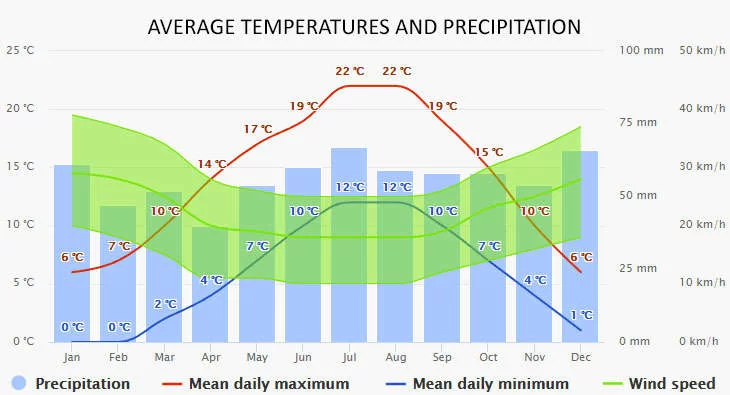 AVERAGE TEMPERATURES AND PRECIPITATION
25 °C 100 mm 50 km/h
22 °C 22 °C
20 °C 19 °C 19 °C 40 km/h
17 °C 75 mm
15 °C 14 °C 15 °C 30 km/h
12 °C 12 °C 50 mm
10 °C 10 °C 10 °C 10 °C 10 °C 20 km/h
6 °C 7 °C 7 °C 7 °C 6 °C
5 °C 4 °C 4 °C 25 mm 10 km/h
0 °C 0 °C 2 °C 1 °C
0 °C 0 mm 0 km/h
Jan Feb Mar Apr May Jun Jul Aug Sep Oct Nov Dec
Precipitation Mean daily maximum Mean daily minimum Wind speed